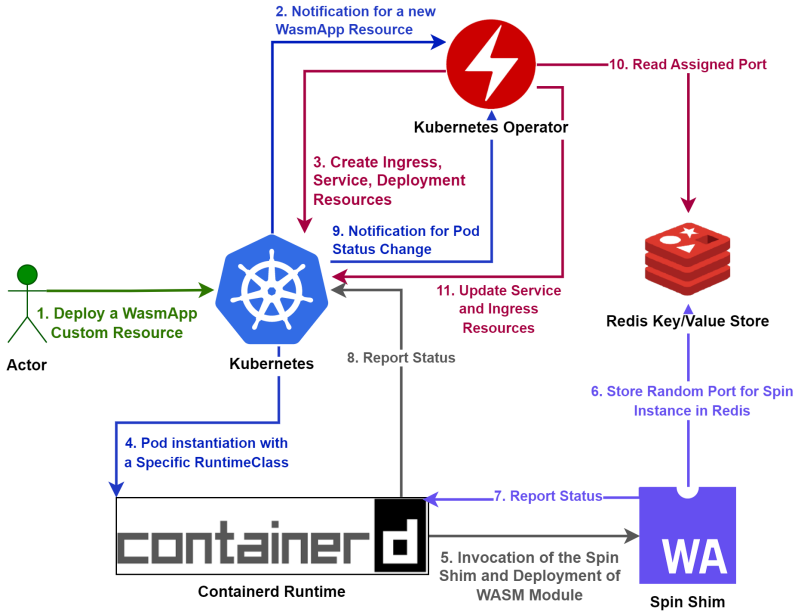 2. Notification for a new
WasmApp Resource
10. Read Assigned Port
Kubernetes Operator
3. Create Ingress,
Service, Deployment
Resources
9. Notification for Pod
Status Change
11. Update Service
and Ingress
Resources
1. Deploy a WasmApp
Custom Resource
Actor
Kubernetes
Redis Key/Value Store
8. Report Status
6. Store Random Port for Spin
Instance in Redis
4. Pod instantiation with
a Specific RuntimeClass
7. Report Status
containerd
WA
5. Invocation of the Spin
Shim and Deployment of
WASM Module
Containerd Runtime
Spin Shim